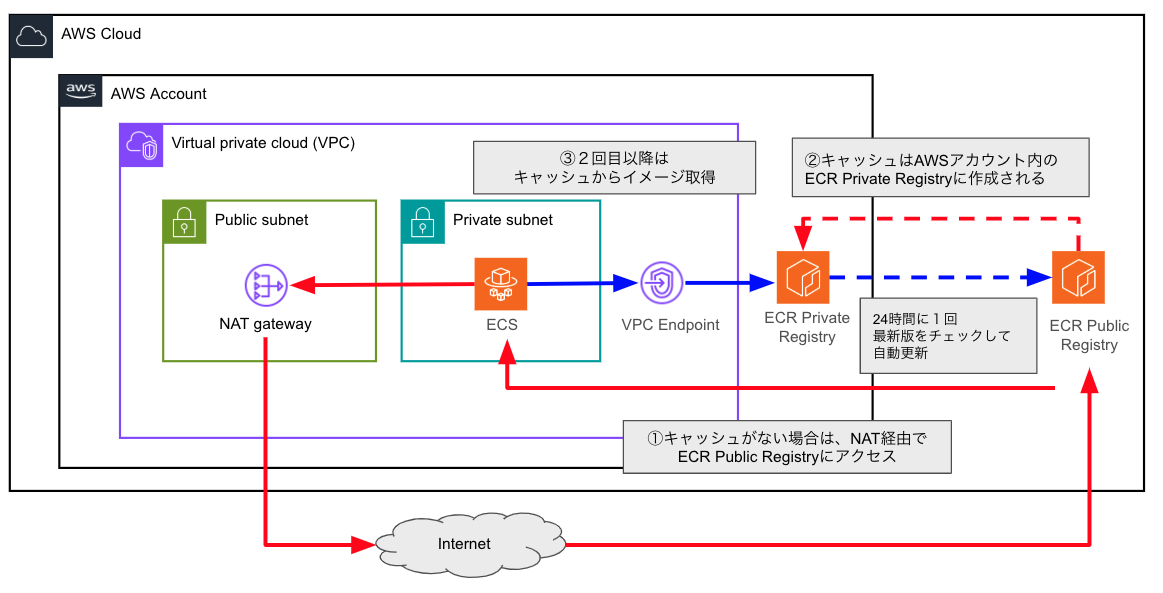 AWS Cloud
aws
AWS Account
Virtual private cloud (VPC)
③２回目以降は
キャッシュからイメージ取得
②キャッシュはAWSアカウント内の
ECR Private Registryに作成される
Public subnet
Private subnet
NAT gateway
ECS
VPC Endpoint
ECR Private
Registry
24時間に１回
最新版をチェックして
自動更新
ECR Public
Registry
①キャッシュがない場合は、NAT経由で
ECR Public Registryにアクセス
Internet